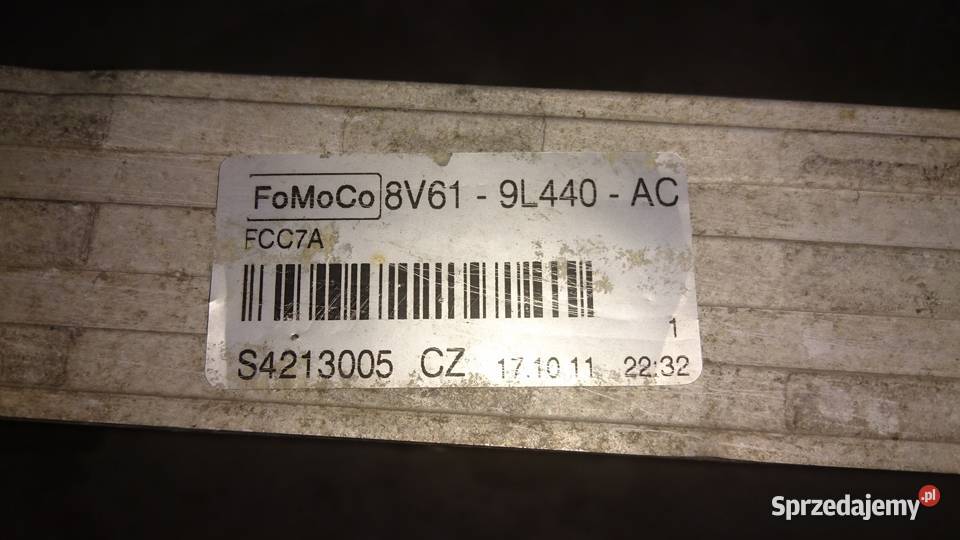 FoMoCo 8V61 - 9L440 - AC
FCC7A
1
S4213005 CZ 17.10.11 22:32
Sprzedajemy.pl